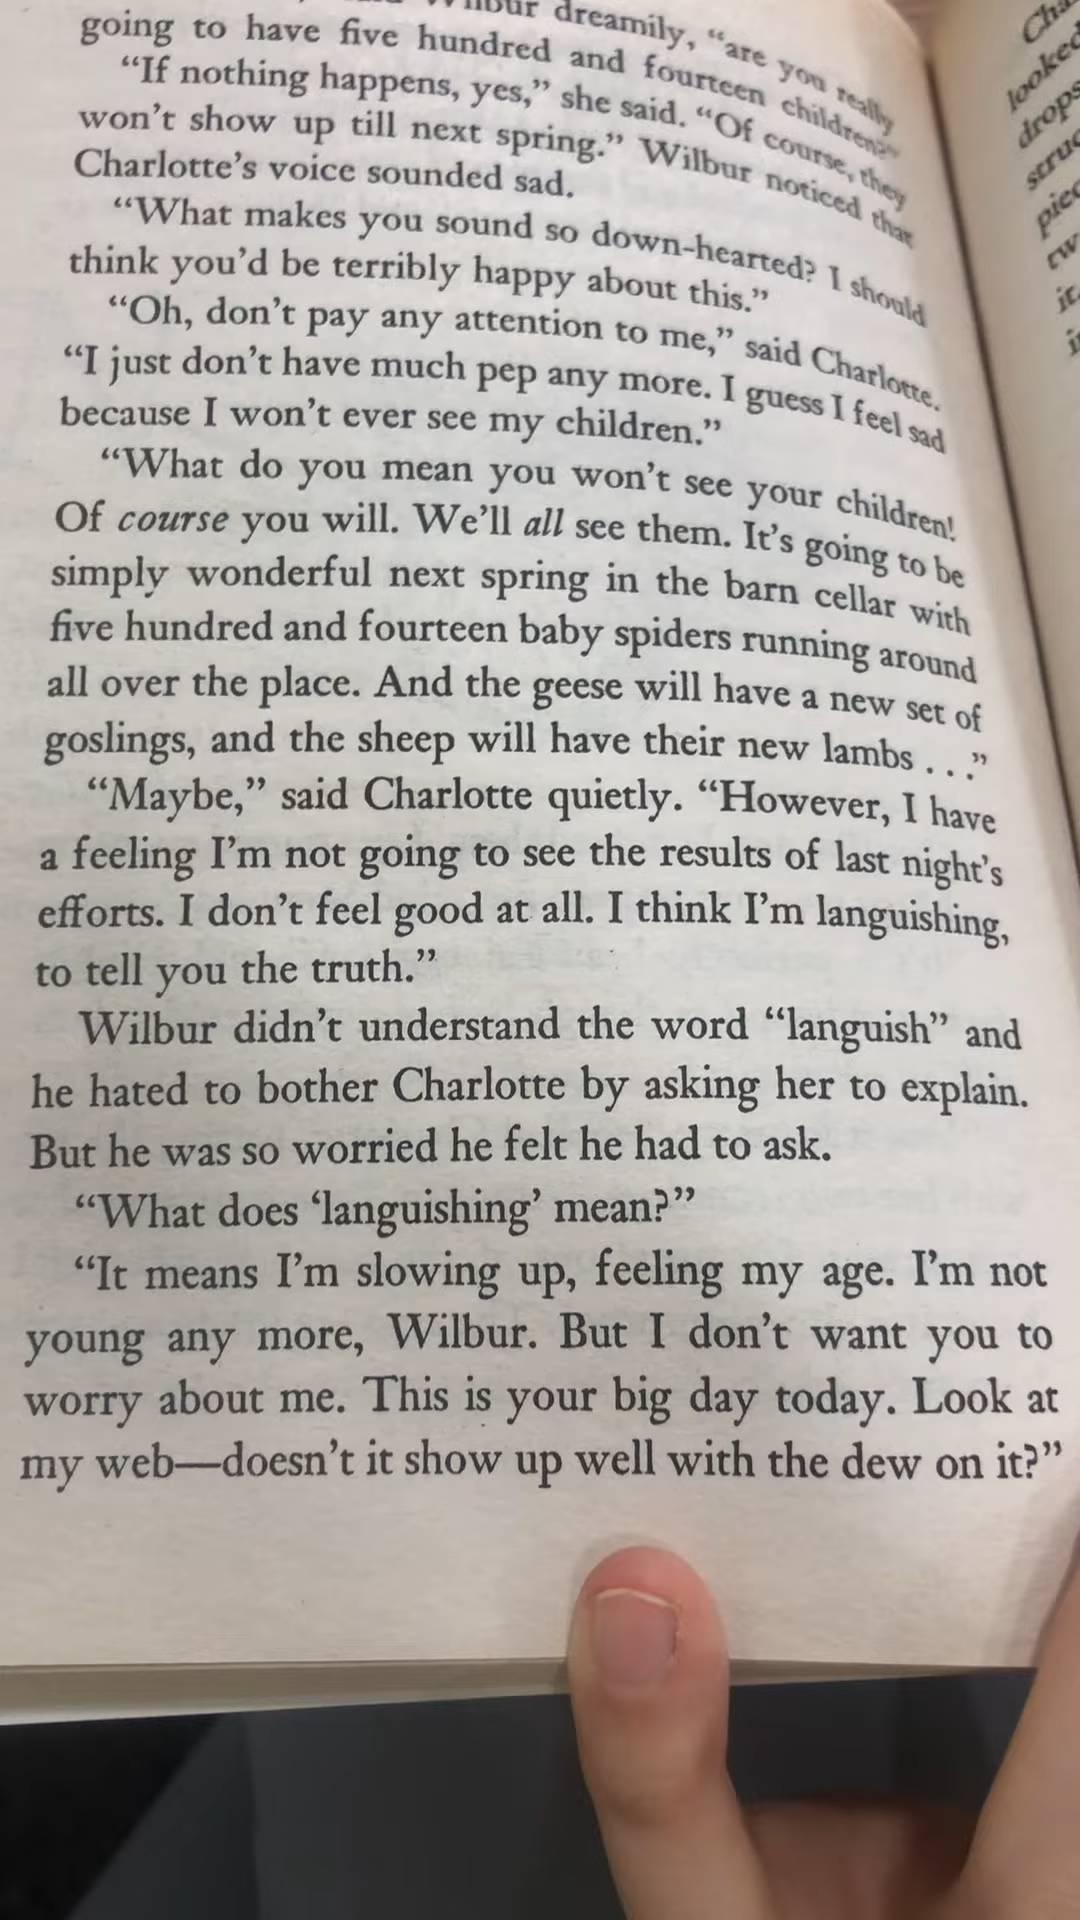 Wilbur dreamily, “are you really
going to have five hundred and fourteen children?”
“If nothing happens, yes,” she said. “Of course, they
won’t show up till next spring.” Wilbur noticed that
Charlotte’s voice sounded sad.
“What makes you sound so down-hearted? I should
think you’d be terribly happy about this.”
“Oh, don’t pay any attention to me,” said Charlotte.
“I just don’t have much pep any more. I guess I feel sad
because I won’t ever see my children.”
“What do you mean you won’t see your children!
Of course you will. We’ll all see them. It’s going to be
simply wonderful next spring in the barn cellar with
five hundred and fourteen baby spiders running around
all over the place. And the geese will have a new set of
goslings, and the sheep will have their new lambs . . .”
“Maybe,” said Charlotte quietly. “However, I have
a feeling I’m not going to see the results of last night’s
efforts. I don’t feel good at all. I think I’m languishing,
to tell you the truth.”
Wilbur didn’t understand the word “languish” and
he hated to bother Charlotte by asking her to explain.
But he was so worried he felt he had to ask.
“What does ‘languishing’ mean?”
“It means I’m slowing up, feeling my age. I’m not
young any more, Wilbur. But I don’t want you to
worry about me. This is your big day today. Look at
my web—doesn’t it show up well with the dew on it?”
Cha
looked
drops
struc
piec
tw
it.